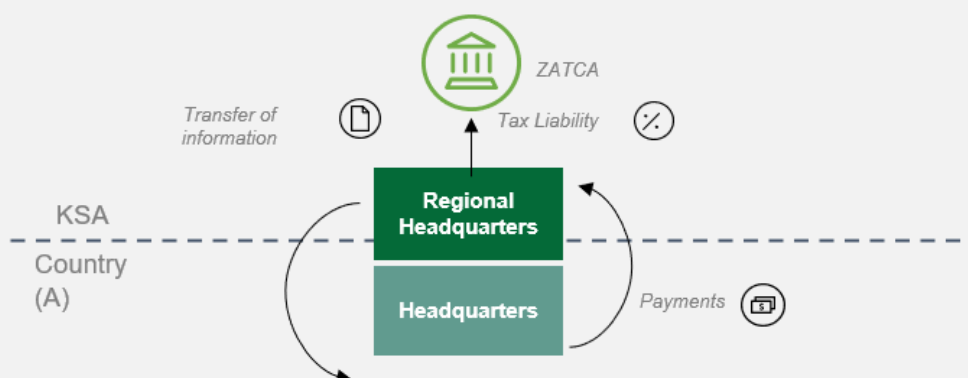 ZATCA
Transfer of
information
Tax Liability
Regional
Headquarters
KSA
Country
(A)
Headquarters
Payments